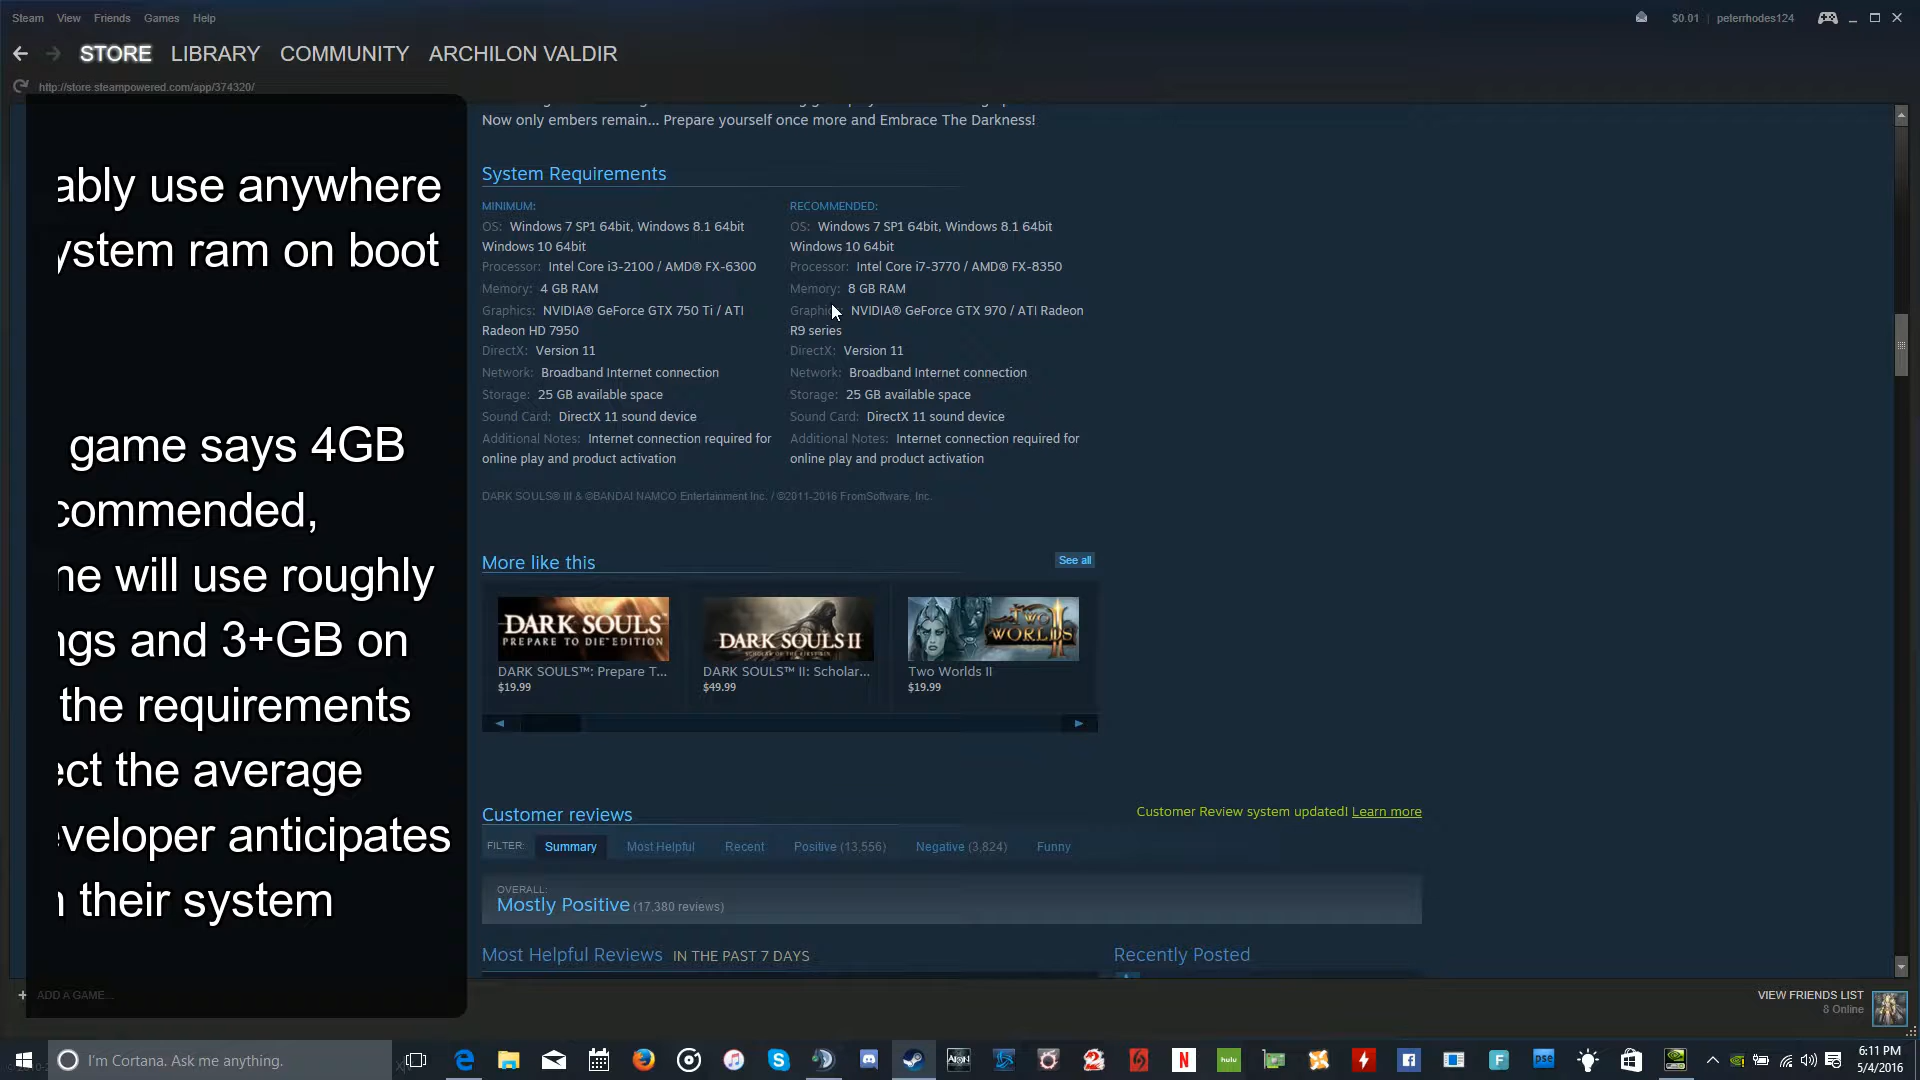 Steam View Friends Games Help
$0.01 peterrhodes124
STORE LIBRARY COMMUNITY ARCHILON VALDIR
http://store.steampowered.com/app/374320/
ably use anywhere
ystem ram on boot
game says 4GB
commended,
ne will use roughly
ngs and 3+GB on
the requirements
ect the average
eveloper anticipates
n their system
Now only embers remain... Prepare yourself once more and Embrace The Darkness!
System Requirements
MINIMUM:
OS: Windows 7 SP1 64bit, Windows 8.1 64bit
Windows 10 64bit
Processor: Intel Core i3-2100 / AMD® FX-6300
Memory: 4 GB RAM
Graphics: NVIDIA® GeForce GTX 750 Ti / ATI
Radeon HD 7950
DirectX: Version 11
Network: Broadband Internet connection
Storage: 25 GB available space
Sound Card: DirectX 11 sound device
Additional Notes: Internet connection required for
online play and product activation
RECOMMENDED:
OS: Windows 7 SP1 64bit, Windows 8.1 64bit
Windows 10 64bit
Processor: Intel Core i7-3770 / AMD® FX-8350
Memory: 8 GB RAM
Graphics: NVIDIA® GeForce GTX 970 / ATI Radeon
R9 series
DirectX: Version 11
Network: Broadband Internet connection
Storage: 25 GB available space
Sound Card: DirectX 11 sound device
Additional Notes: Internet connection required for
online play and product activation
DARK SOULS® III & ©BANDAI NAMCO Entertainment Inc. / ©2011-2016 FromSoftware, Inc.
More like this
See all
DARK SOULS
PREPARE TO DIE EDITION
DARK SOULS™: Prepare T...
$19.99
DARK SOULS II
DARK SOULS™ II: Scholar...
$49.99
TWO WORLDS II
Two Worlds II
$19.99
Customer reviews
Customer Review system updated! Learn more
FILTER: Summary Most Helpful Recent Positive (13,556) Negative (3,824) Funny
OVERALL:
Mostly Positive (17,380 reviews)
Most Helpful Reviews IN THE PAST 7 DAYS
Recently Posted
+ ADD A GAME...
VIEW FRIENDS LIST
8 Online
I'm Cortana. Ask me anything.
AION
N
hulu
F
pse
6:11 PM
5/4/2016